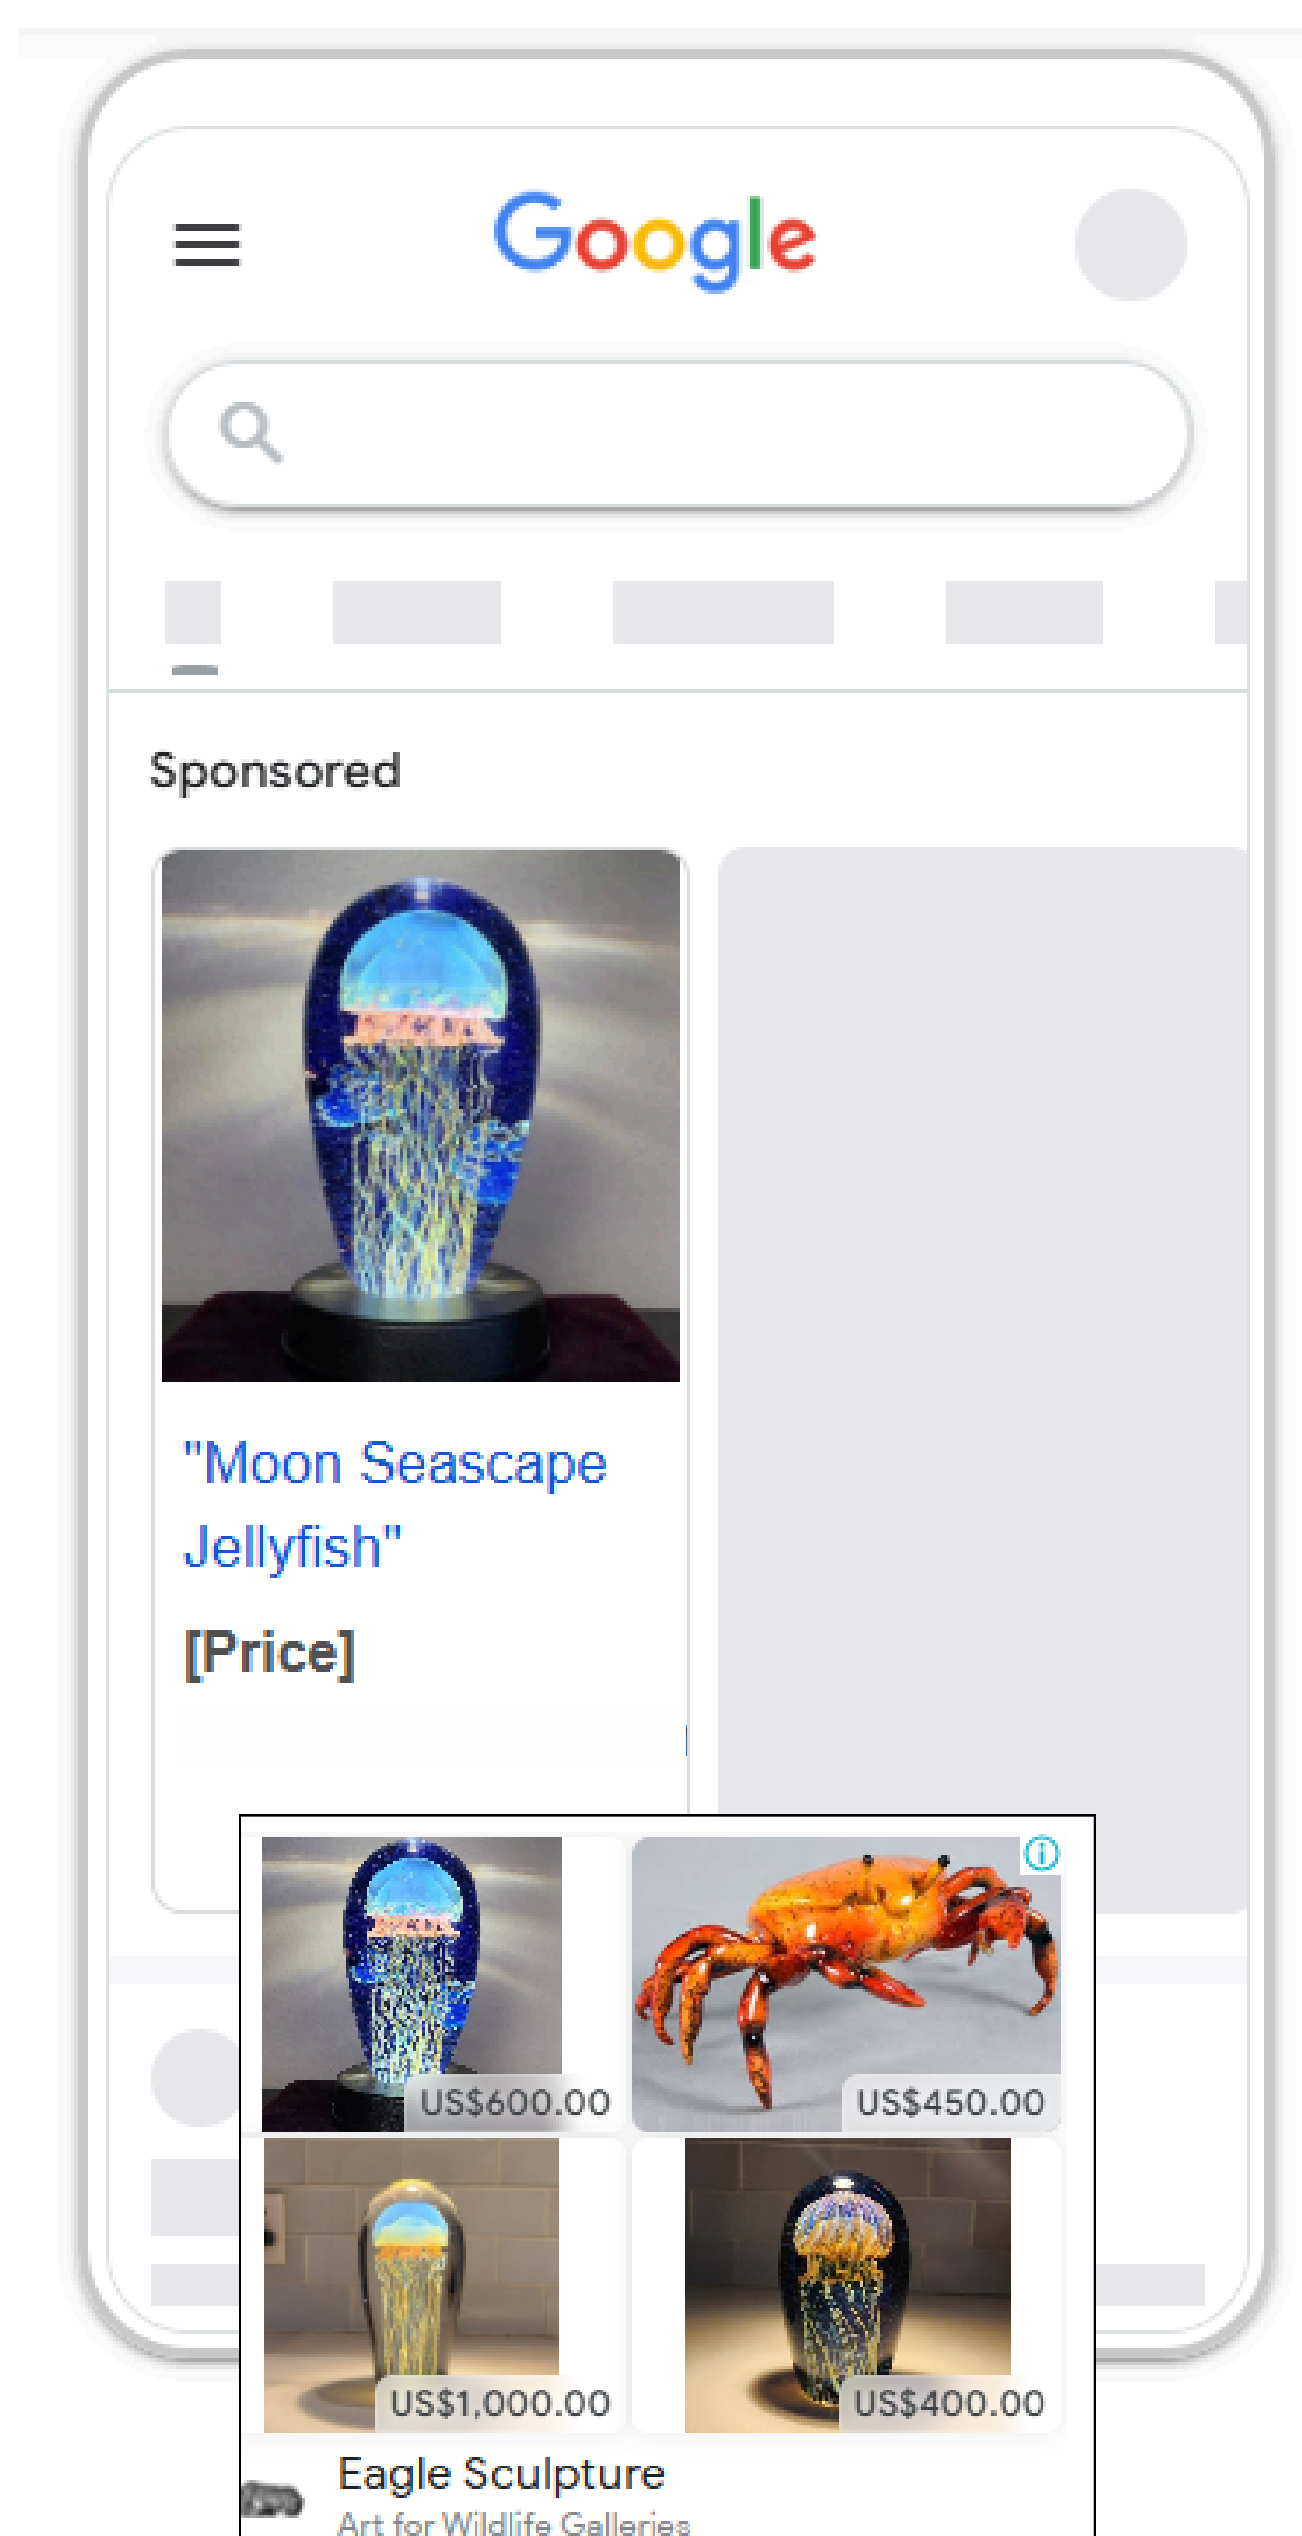 Google
Sponsored
"Moon Seascape
Jellyfish"
[Price]
US$600.00
US$450.00
US$1,000.00
US$400.00
Eagle Sculpture
Art for Wildlife Galleries